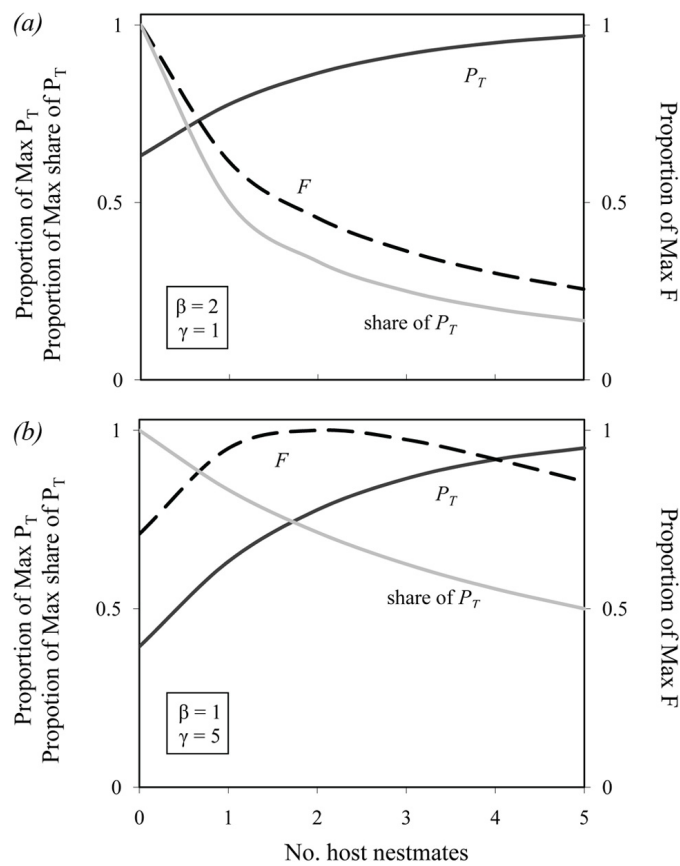 (a)
1
0.5
0
Proportion of Max P_T
Proportion of Max share of P_T
P_T
F
share of P_T
β = 2
γ = 1
1
0.5
0
Proportion of Max F
(b)
1
0.5
0
Proportion of Max P_T
Propotion of Max share of P_T
F
P_T
share of P_T
β = 1
γ = 5
1
0.5
0
Proportion of Max F
0 1 2 3 4 5
No. host nestmates